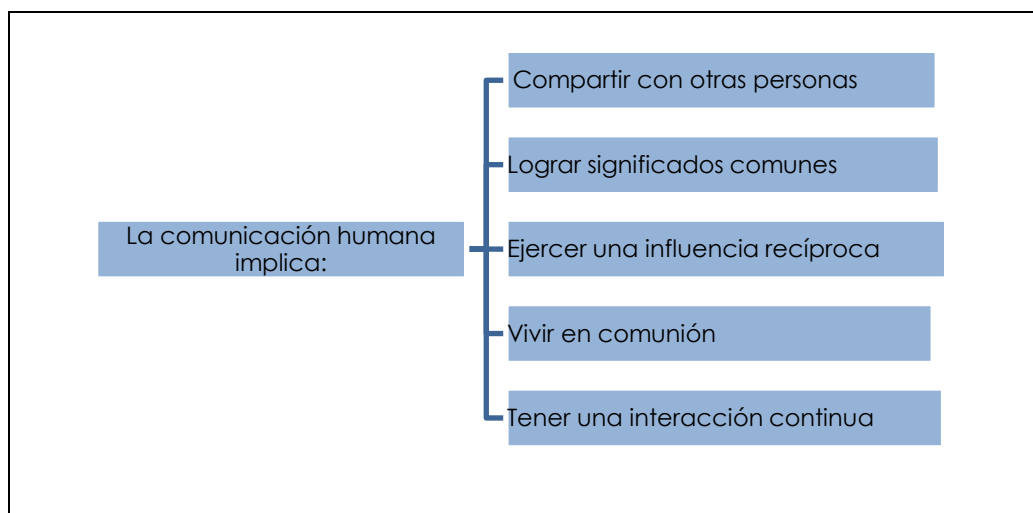 Compartir con otras personas
Lograr significados comunes
La comunicación humana
implica:
Ejercer una influencia recíproca
Vivir en comunión
Tener una interacción continua